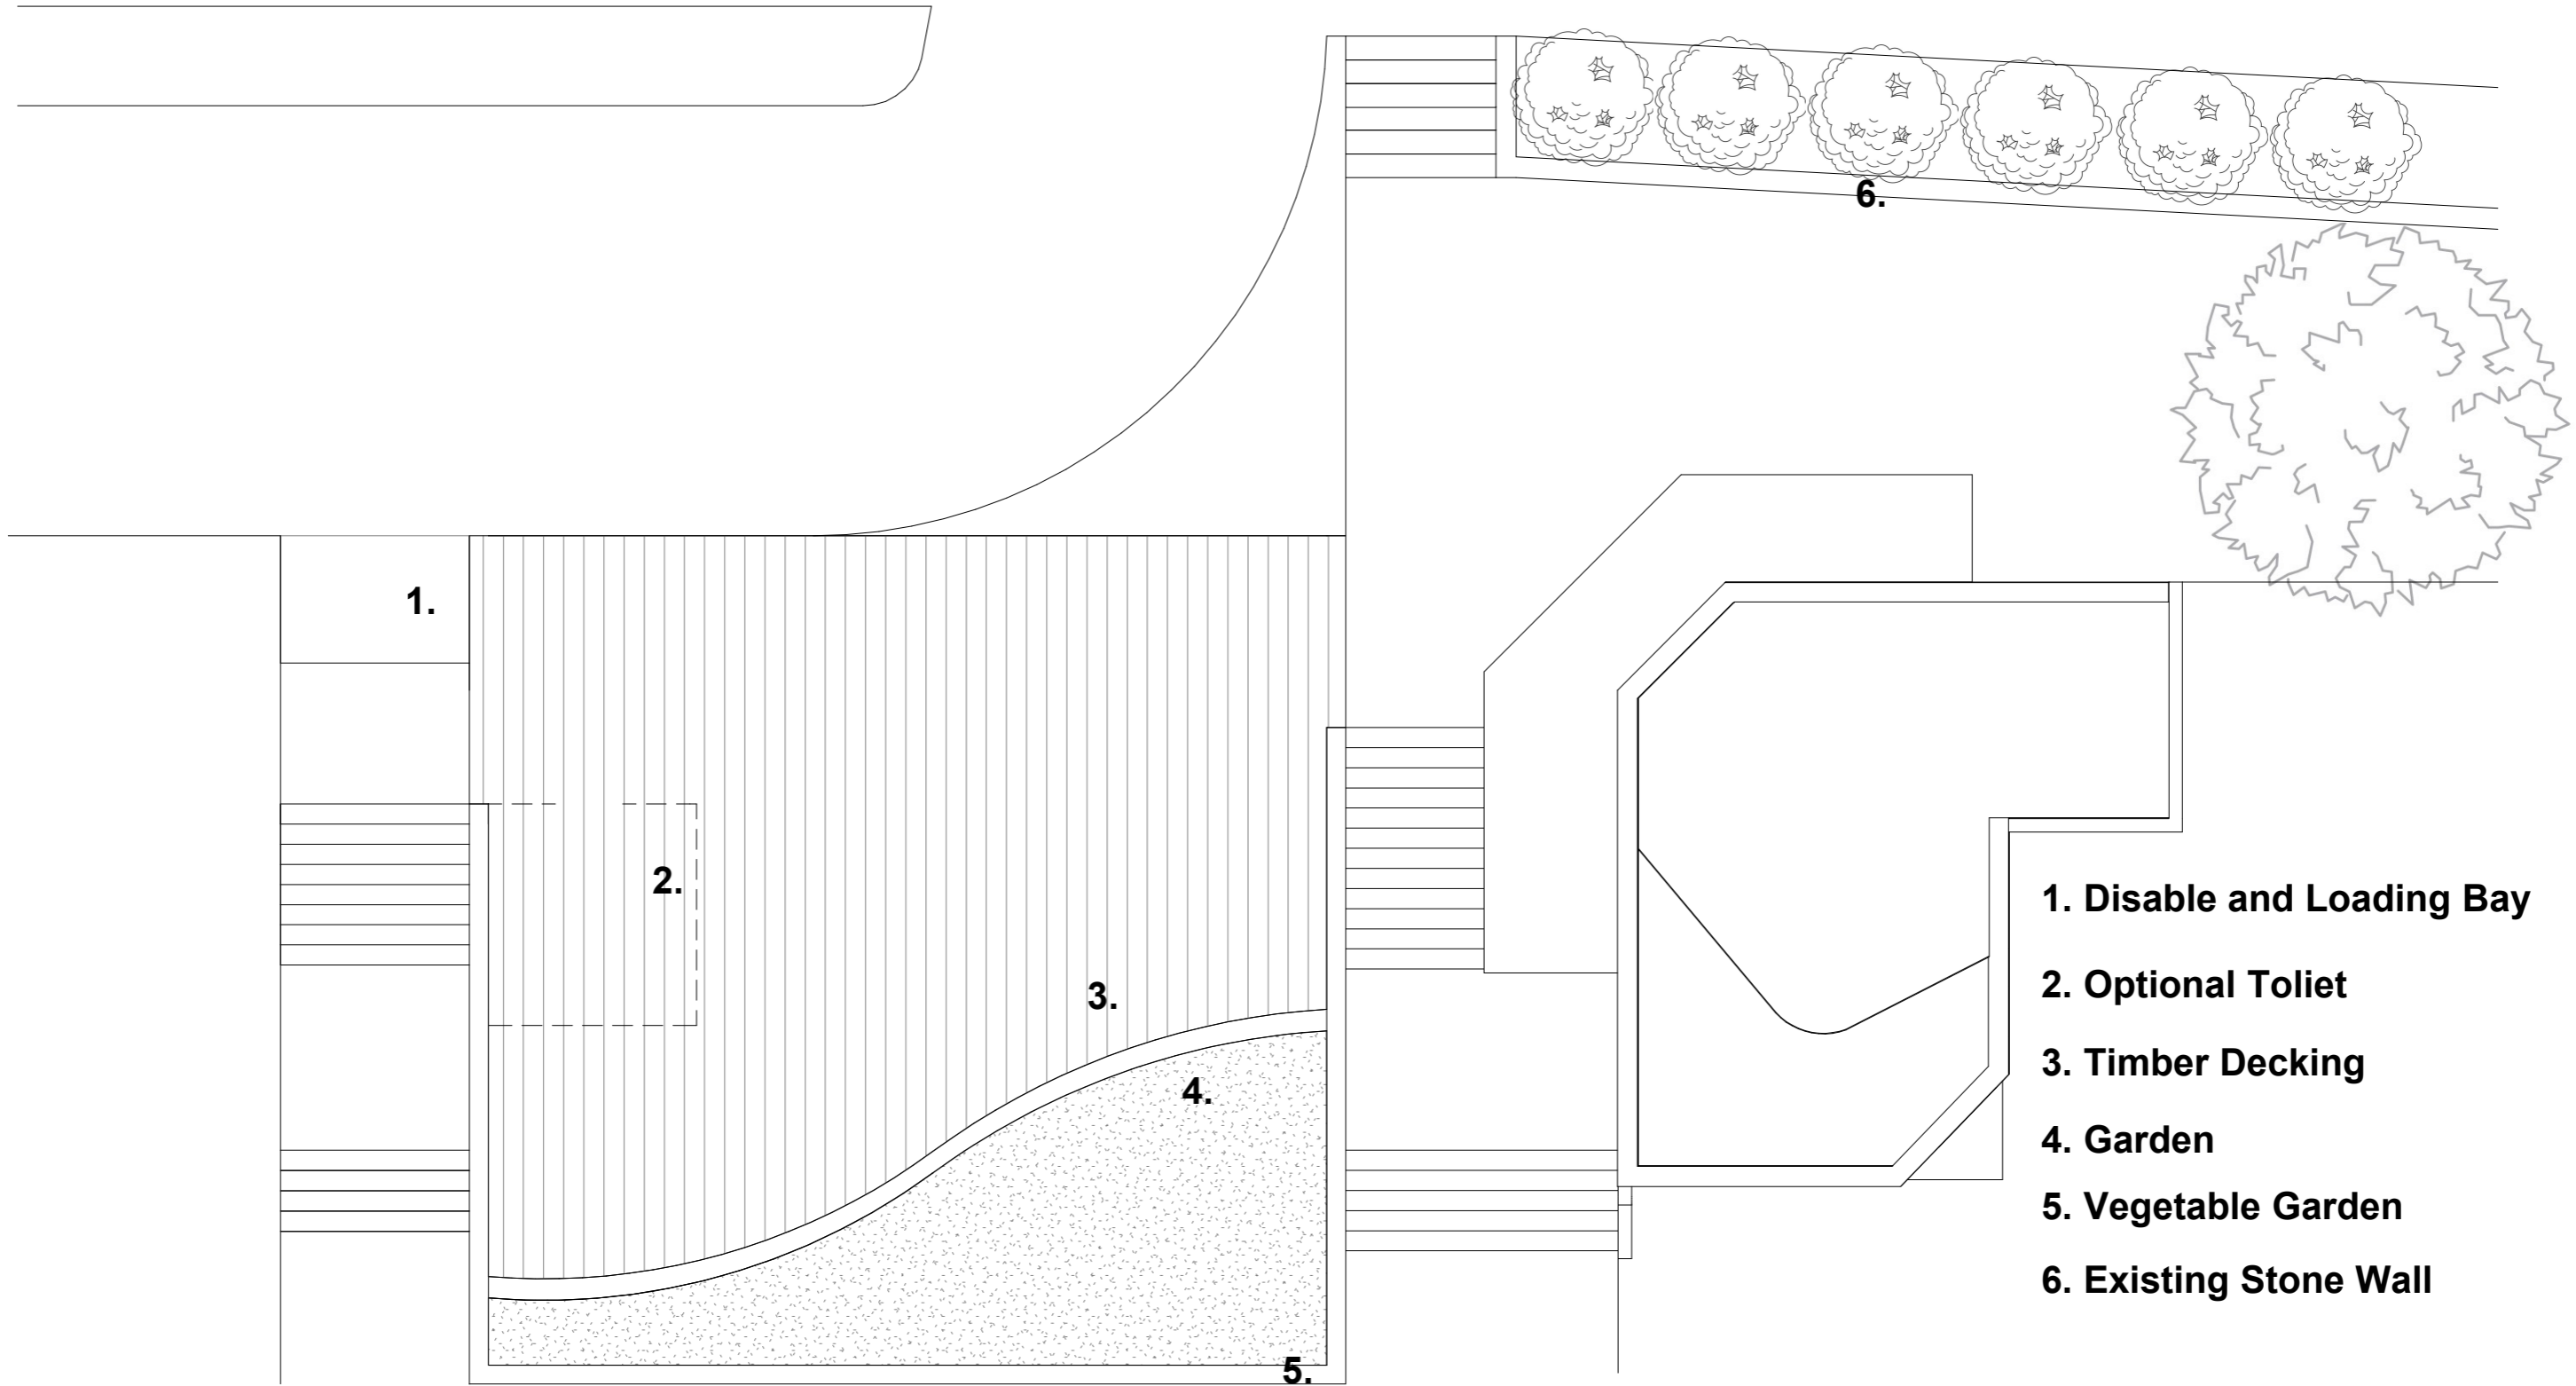 6.
1.
2.
3.
4.
5.
1. Disable and Loading Bay
2. Optional Toliet
3. Timber Decking
4. Garden
5. Vegetable Garden
6. Existing Stone Wall